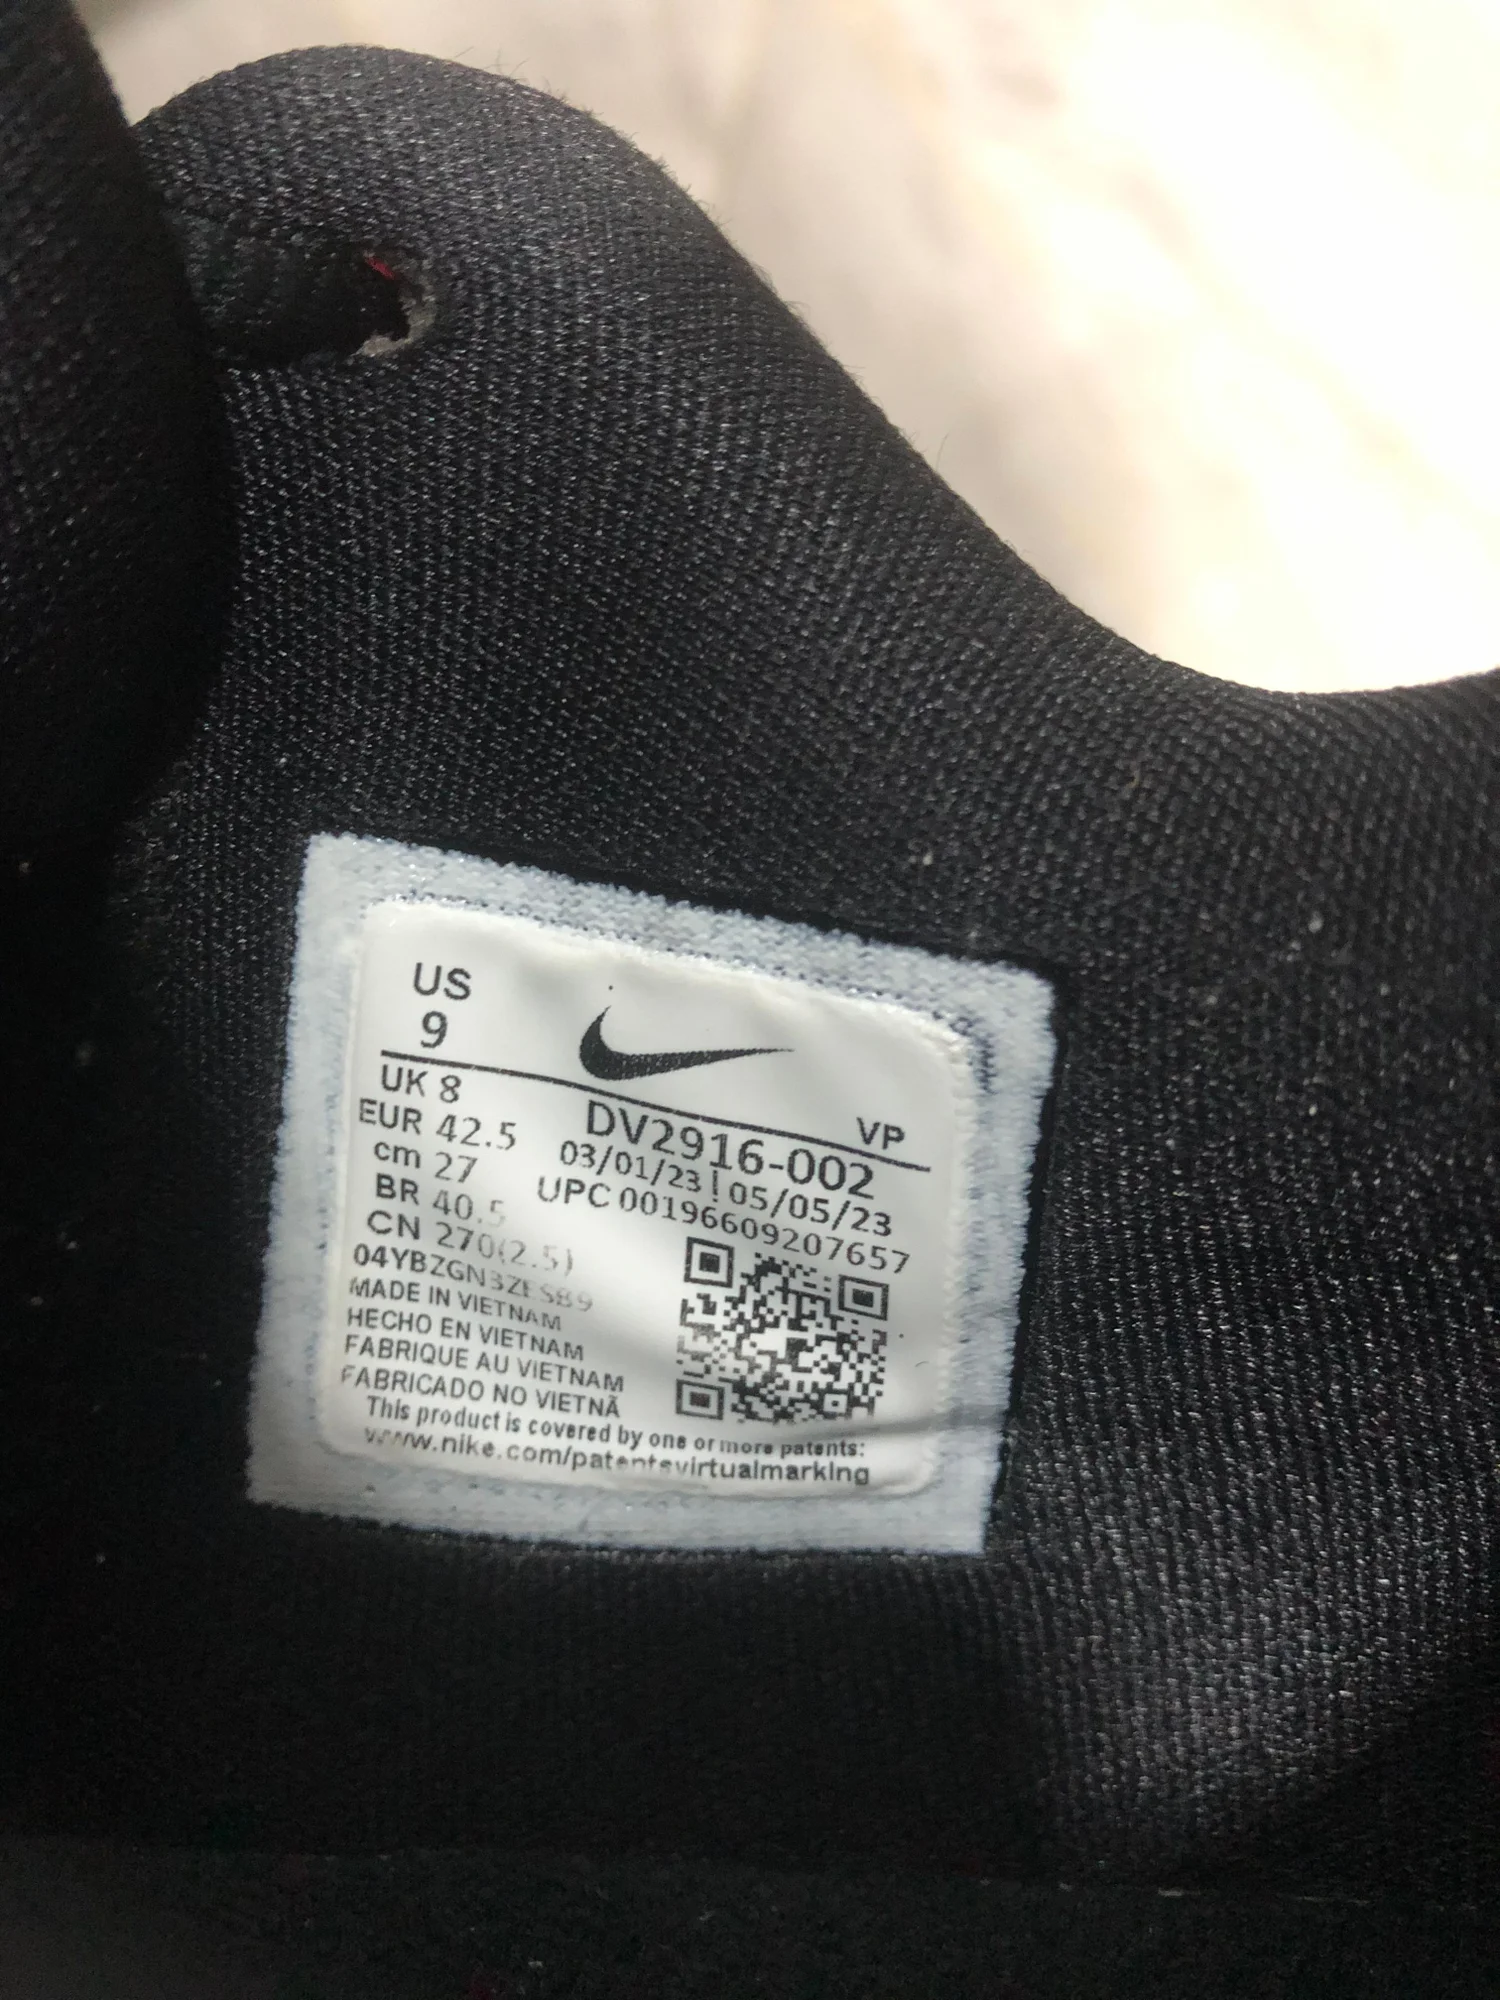 US
9
VP
UK 8
DV2916-002
EUR 42.5
03/01/23 | 05/05/23
cm 27
UPC 00196609207657
BR 40.5
CN 270(2.5)
MADE IN VIETNAM
HECHO EN VIETNAM
FABRIQUE AU VIETNAM
FABRICADO NO VIETNÃ
This product is covered by one or more patents:
www.nike.com/patentsvirtualmarking